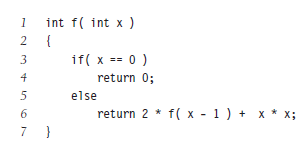 1 int f( int x )
2 {
3 if( x == 0 )
4 return 0;
5 else
6 return 2 * f( x - 1 ) + x * x;
7 }